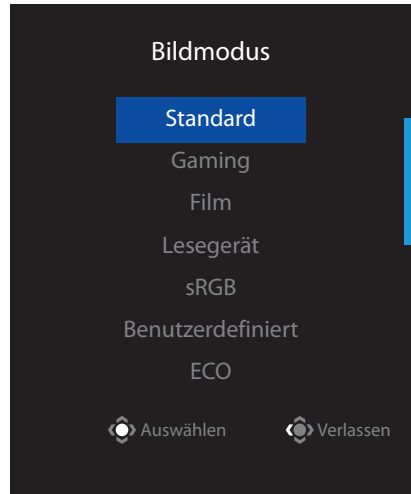 Bildmodus
Standard
Gaming
Film
Lesegerät
sRGB
Benutzerdefiniert
ECO
Auswählen Verlassen